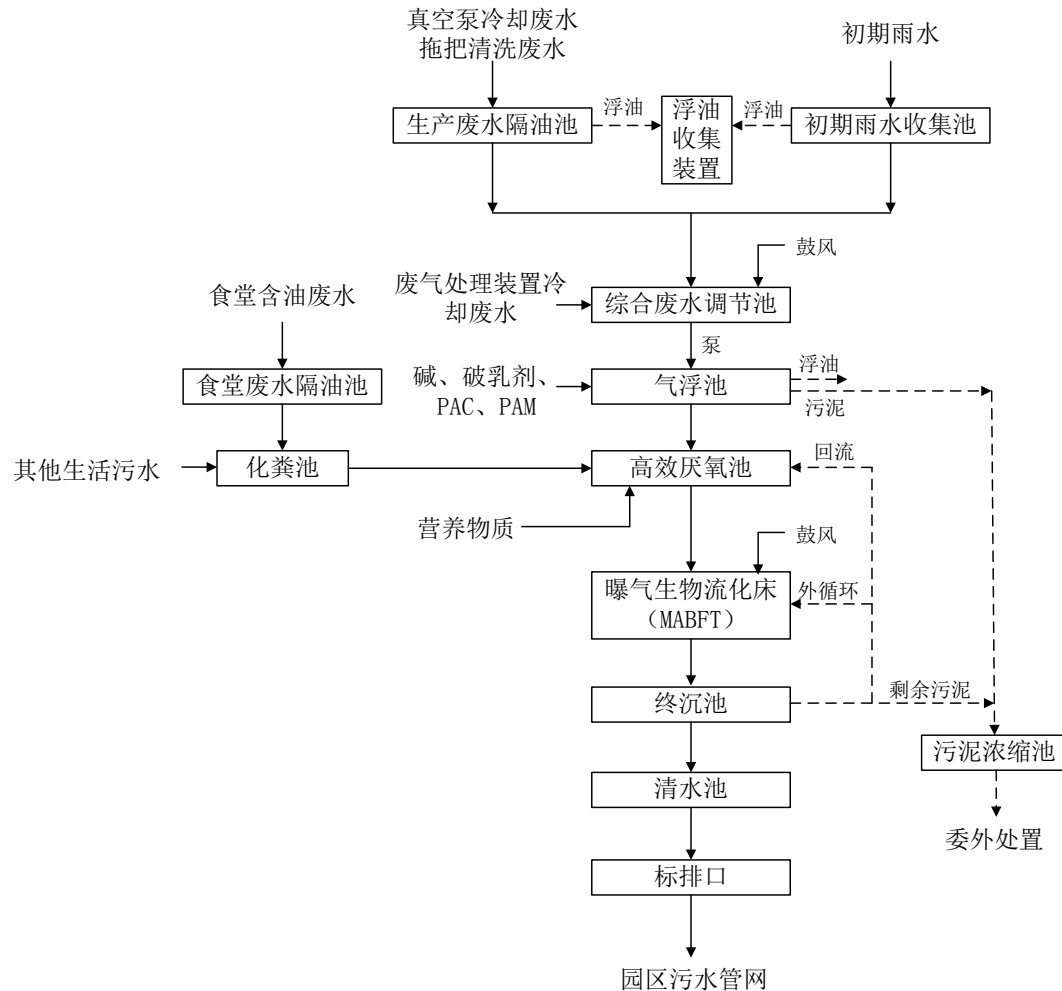 真空泵冷却废水
拖把清洗废水
初期雨水
生产废水隔油池
浮油
浮油
收集
装置
浮油
初期雨水收集池
鼓风
废气处理装置冷
却废水
综合废水调节池
食堂含油废水
泵
食堂废水隔油池
碱、破乳剂、
PAC、PAM
气浮池
浮油
污泥
其他生活污水
化粪池
高效厌氧池
回流
营养物质
鼓风
曝气生物流化床
（MABFT）
外循环
终沉池
剩余污泥
污泥浓缩池
清水池
委外处置
标排口
园区污水管网